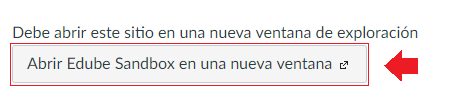 Debe abrir este sitio en una nueva ventana de exploración
Abrir Edube Sandbox en una nueva ventana